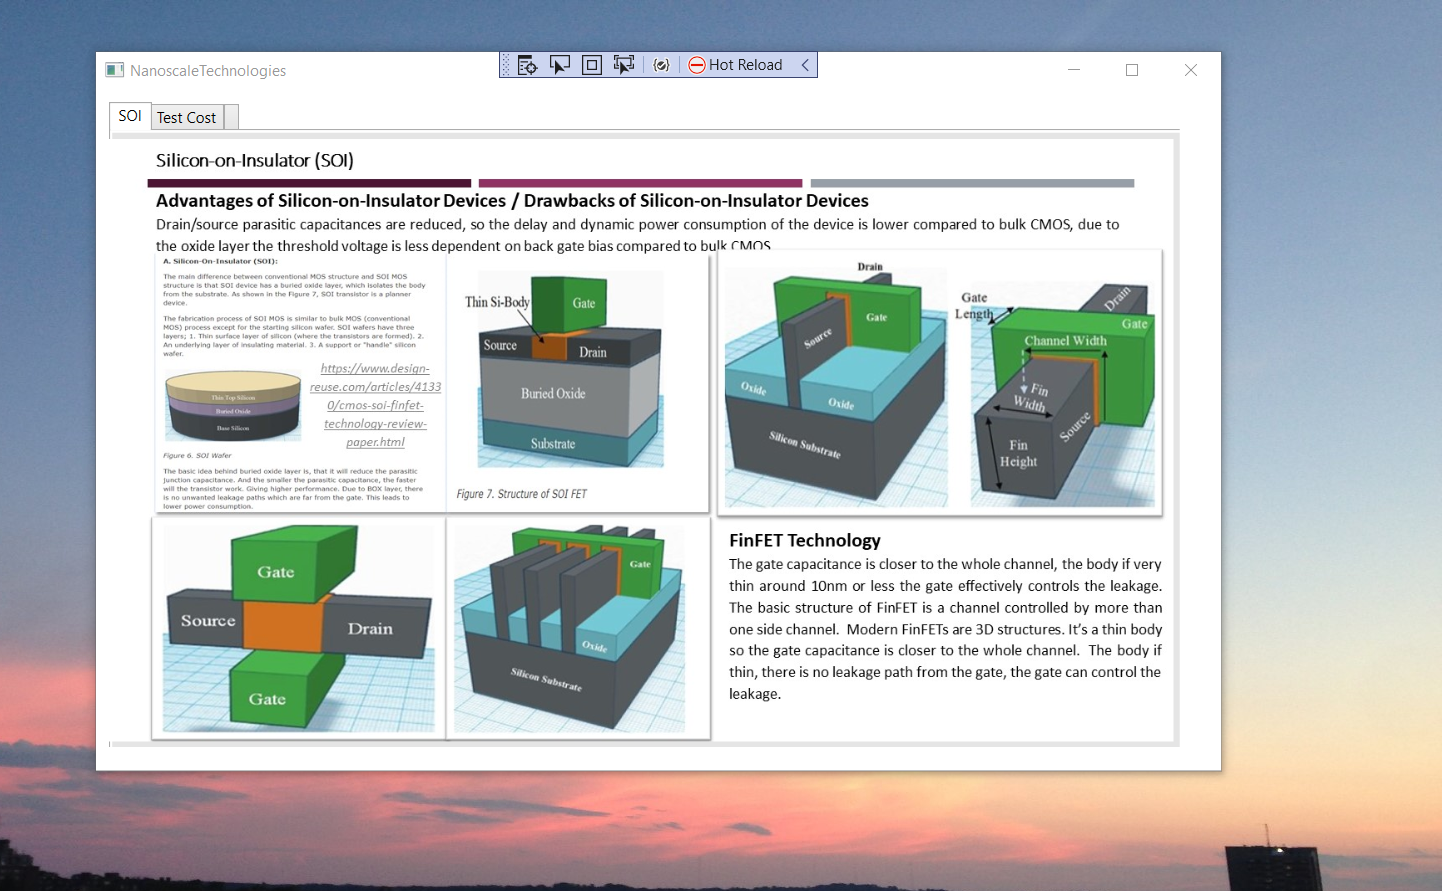 NanoscaleTechnologies
Hot Reload
SOI
Test Cost
Silicon-on-Insulator (SOI)
Advantages of Silicon-on-Insulator Devices / Drawbacks of Silicon-on-Insulator Devices
Drain/source parasitic capacitances are reduced, so the delay and dynamic power consumption of the device is lower compared to bulk CMOS, due to
the oxide layer the threshold voltage is less dependent on back gate bias compared to bulk CMOS
A. Silicon-On-Insulator (SOI):
The main difference between conventional MOS structure and SOI MOS
structure is that SOI device has a buried oxide layer, which isolates the body
from the substrate. As shown in the Figure 7, SOI transistor is a planner
device.
The fabrication process of SOI MOS is similar to bulk MOS (conventional
MOS) process except for the starting silicon wafer. SOI wafers have three
layers; 1. Thin surface layer of silicon (where the transistors are formed). 2.
An underlying layer of insulating material. 3. A support or "handle" silicon
wafer.
Thin Top Silicon
Buried Oxide
Base Silicon
https://www.design-
reuse.com/articles/4133
0/cmos-soi-finfet-
technology-review-
paper.html
Figure 6. SOI Wafer
The basic idea behind buried oxide layer is, that it will reduce the parasitic
junction capacitance. And the smaller the parasitic capacitance, the faster
will the transistor work. Giving higher performance. Due to BOX layer, there
is no unwanted leakage paths which are far from the gate. This leads to
lower power consumption.
Thin Si-Body
Gate
Source
Drain
Buried Oxide
Substrate
Figure 7. Structure of SOI FET
Drain
Gate
Source
Oxide
Oxide
Silicon Substrate
Gate
Length
Drain
Gate
Channel Width
Fin
Width
Source
Fin
Height
Gate
Source
Drain
Gate
Gate
Oxide
Silicon Substrate
FinFET Technology
The gate capacitance is closer to the whole channel, the body if very
thin around 10nm or less the gate effectively controls the leakage.
The basic structure of FinFET is a channel controlled by more than
one side channel. Modern FinFETs are 3D structures. It's a thin body
so the gate capacitance is closer to the whole channel. The body if
thin, there is no leakage path from the gate, the gate can control the
leakage.